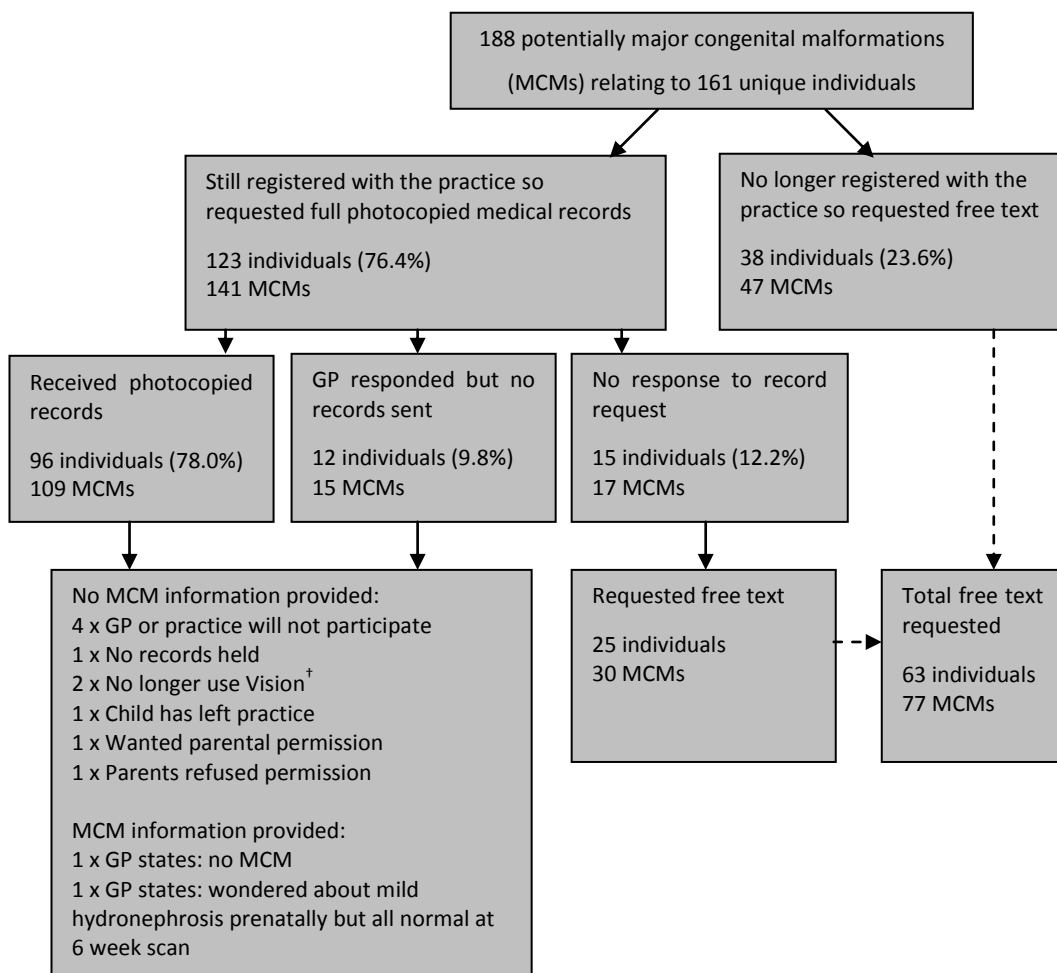 188 potentially major congenital malformations
(MCMs) relating to 161 unique individuals
Still registered with the practice so
requested full photocopied medical records
123 individuals (76.4%)
141 MCMs
No longer registered with the
practice so requested free text
38 individuals (23.6%)
47 MCMs
Received photocopied
records
96 individuals (78.0%)
109 MCMs
GP responded but no
records sent
12 individuals (9.8%)
15 MCMs
No response to record
request
15 individuals (12.2%)
17 MCMs
No MCM information provided:
4 x GP or practice will not participate
1 x No records held
2 x No longer use Vision†
1 x Child has left practice
1 x Wanted parental permission
1 x Parents refused permission
MCM information provided:
1 x GP states: no MCM
1 x GP states: wondered about mild
hydronephrosis prenatally but all normal at
6 week scan
Requested free text
25 individuals
30 MCMs
Total free text
requested
63 individuals
77 MCMs